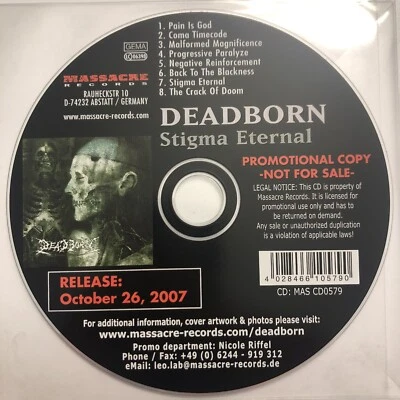 1. Pain Is God
2. Coma Timecode
3. Malformed Magnificence
4. Progressive Paralyze
5. Negative Reinforcement
6. Back To The Blackness
7. Stigma Eternal
8. The Crack Of Doom
GEMA
LC 06248
MASSACRE
RECORDS
RAUHECKSTR 10
D-74232 ABSTATT / GERMANY
www.massacre-records.com
DEADBORN
Stigma Eternal
PROMOTIONAL COPY
-NOT FOR SALE-
LEGAL NOTICE: This CD is property of
Massacre Records. It is licensed for
promotional use only and has to
be returned on demand.
Any sale or unauthorized duplication
is a violation of applicable laws!
DEADBORN
4 028466 105790
CD: MAS CD0579
RELEASE:
October 26, 2007
For additional information, cover artwork & photos please visit:
www.massacre-records.com/deadborn
Promo department: Nicole Riffel
Phone / Fax: +49 (0) 6244 - 919 312
e/mail: leo.lab@massacre-records.de